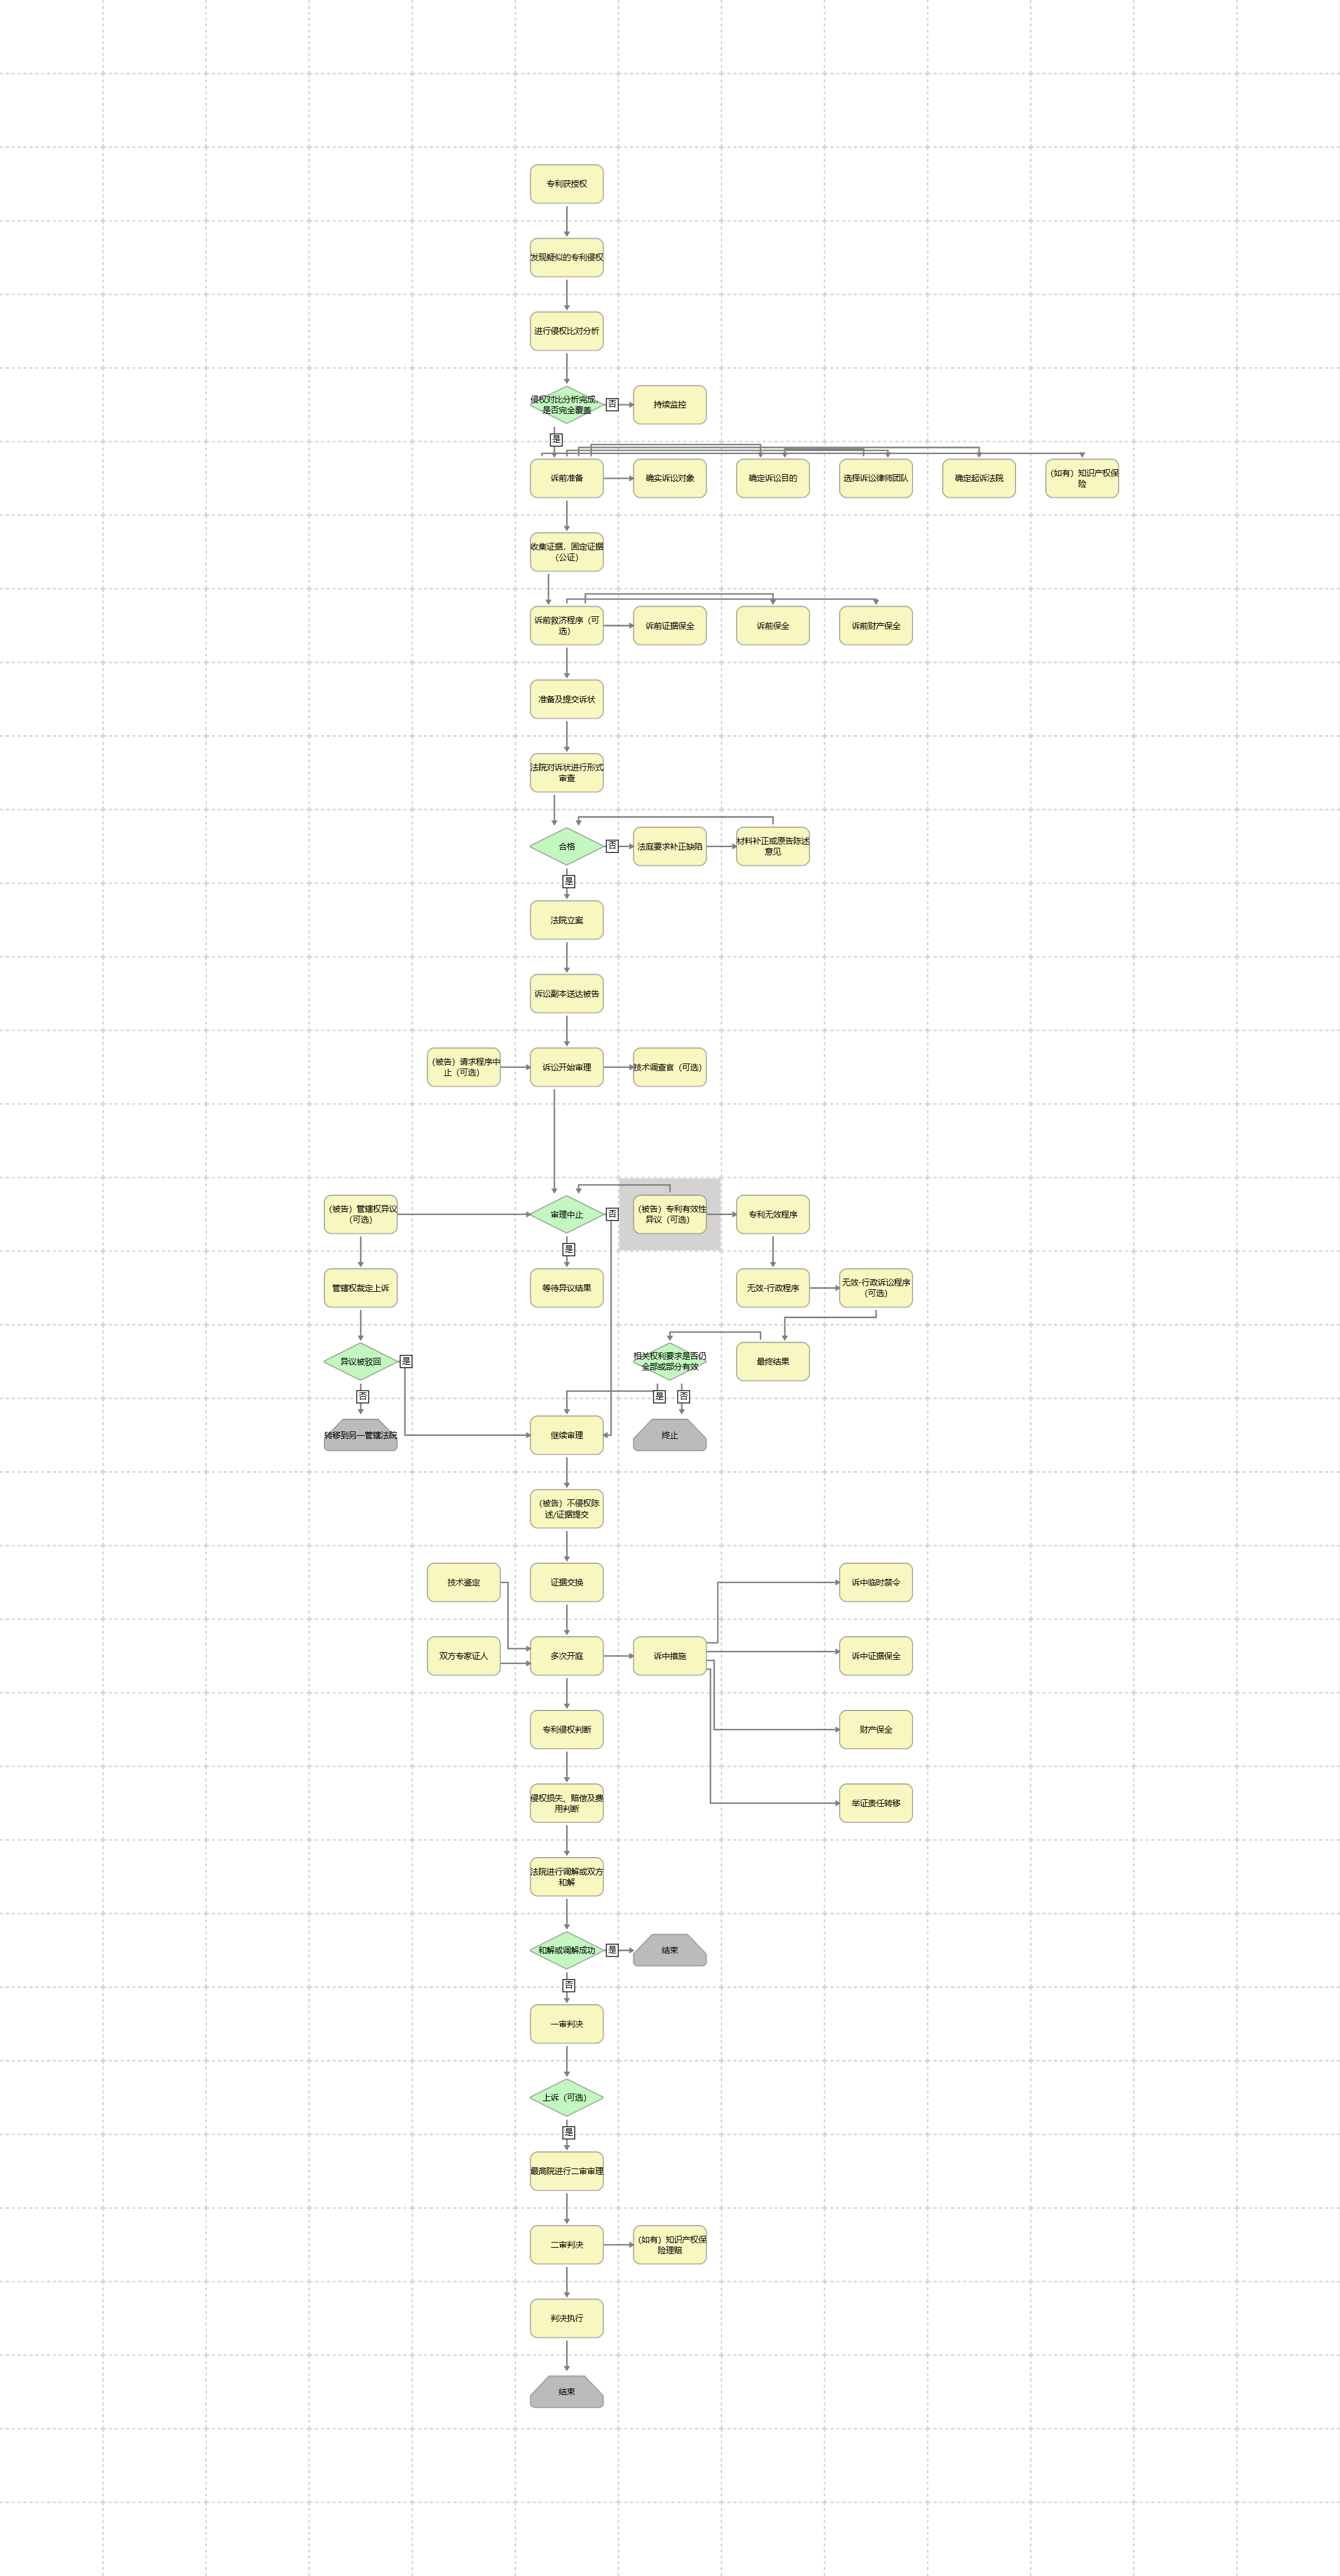 专利获授权
发现疑似的专利侵权
进行侵权比对分析
侵权对比分析完成，
是否完全覆盖
否
持续监控
是
诉前准备
确实诉讼对象
确定诉讼目的
选择诉讼律师团队
确定起诉法院
（如有）知识产权保
险
收集证据，固定证据
（公证）
诉前救济程序（可
选）
诉前证据保全
诉前保全
诉前财产保全
准备及提交诉状
法院对诉状进行形式
审查
合格
否
法庭要求补正缺陷
材料补正或原告陈述
意见
是
法院立案
诉讼副本送达被告
（被告）请求程序中
止（可选）
诉讼开始审理
技术调查官（可选）
（被告）管辖权异议
（可选）
审理中止
否
（被告）专利有效性
异议（可选）
专利无效程序
是
管辖权裁定上诉
等待异议结果
无效-行政程序
无效-行政诉讼程序
（可选）
异议被驳回
是
相关权利要求是否仍
全部或部分有效
最终结果
否
是
否
转移到另一管辖法院
继续审理
终止
（被告）不侵权陈
述/证据提交
技术鉴定
证据交换
诉中临时禁令
双方专家证人
多次开庭
诉中措施
诉中证据保全
专利侵权判断
财产保全
侵权损失、赔偿及费
用判断
举证责任转移
法院进行调解或双方
和解
和解或调解成功
是
结束
否
一审判决
上诉（可选）
是
最高院进行二审审理
二审判决
（如有）知识产权保
险理赔
判决执行
结束